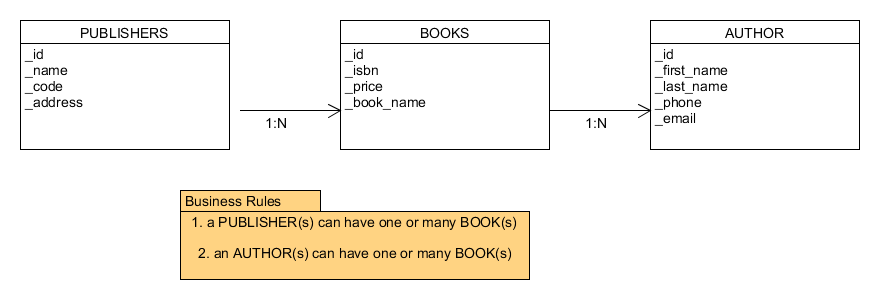 PUBLISHERS
_id
_name
_code
_address
1:N
BOOKS
_id
_isbn
_price
_book_name
1:N
AUTHOR
_id
_first_name
_last_name
_phone
_email
Business Rules
1. a PUBLISHER(s) can have one or many BOOK(s)
2. an AUTHOR(s) can have one or many BOOK(s)